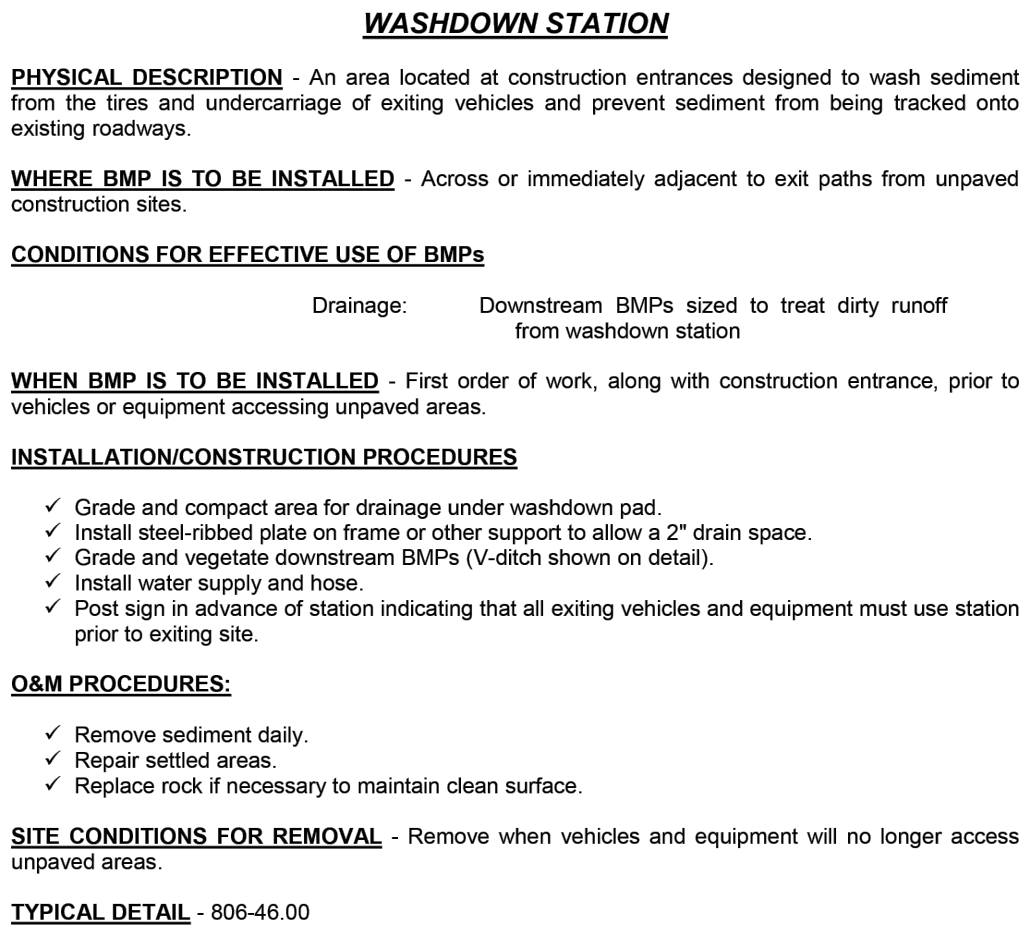 WASHDOWN STATION
PHYSICAL DESCRIPTION - An area located at construction entrances designed to wash sediment
from the tires and undercarriage of exiting vehicles and prevent sediment from being tracked onto
existing roadways.
WHERE BMP IS TO BE INSTALLED - Across or immediately adjacent to exit paths from unpaved
construction sites.
CONDITIONS FOR EFFECTIVE USE OF BMPs
Drainage: Downstream BMPs sized to treat dirty runoff
from washdown station
WHEN BMP IS TO BE INSTALLED - First order of work, along with construction entrance, prior to
vehicles or equipment accessing unpaved areas.
INSTALLATION/CONSTRUCTION PROCEDURES
✓ Grade and compact area for drainage under washdown pad.
✓ Install steel-ribbed plate on frame or other support to allow a 2" drain space.
✓ Grade and vegetate downstream BMPs (V-ditch shown on detail).
✓ Install water supply and hose.
✓ Post sign in advance of station indicating that all exiting vehicles and equipment must use station
prior to exiting site.
O&M PROCEDURES:
✓ Remove sediment daily.
✓ Repair settled areas.
✓ Replace rock if necessary to maintain clean surface.
SITE CONDITIONS FOR REMOVAL - Remove when vehicles and equipment will no longer access
unpaved areas.
TYPICAL DETAIL - 806-46.00